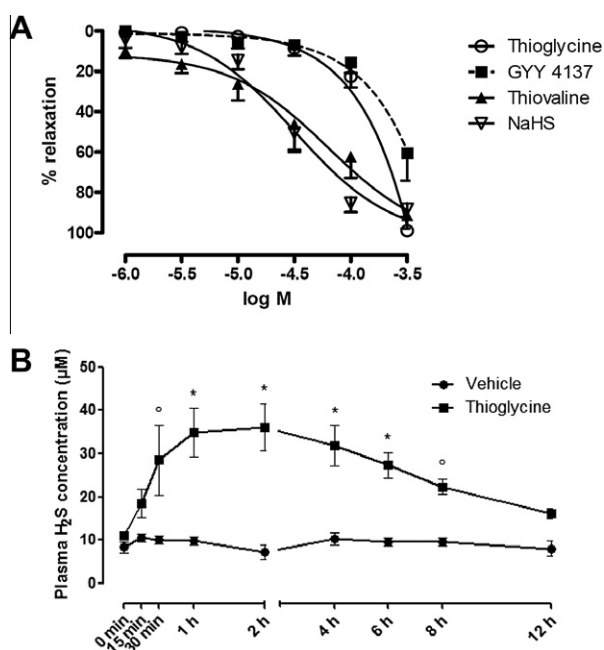 A
% relaxation
0
20
40
60
80
100
-6.0 -5.5 -5.0 -4.5 -4.0 -3.5
log M
Thioglycine
GYY 4137
Thiovaline
NaHS
B
Plasma H₂S concentration (µM)
50
40
30
20
10
0
° * * * * °
Vehicle
Thioglycine
0 min 15 min 30 min 1 h 2 h 4 h 6 h 8 h 12 h